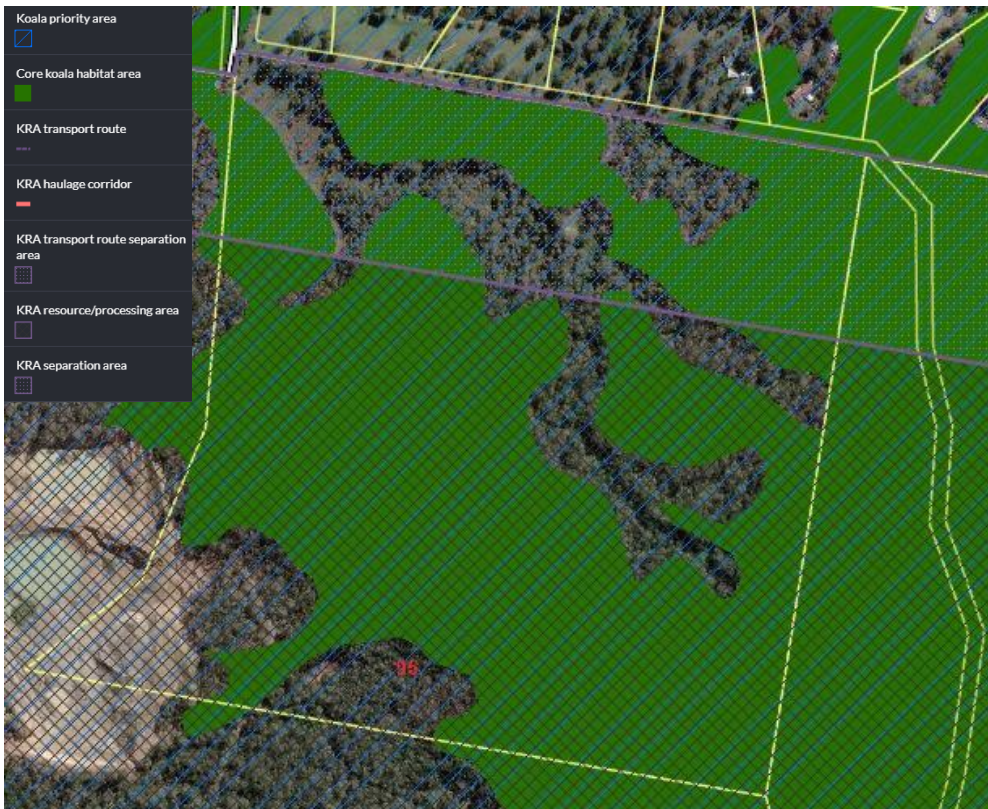 Koala priority area
Core koala habitat area
KRA transport route
KRA haulage corridor
KRA transport route separation
area
KRA resource/processing area
KRA separation area
96